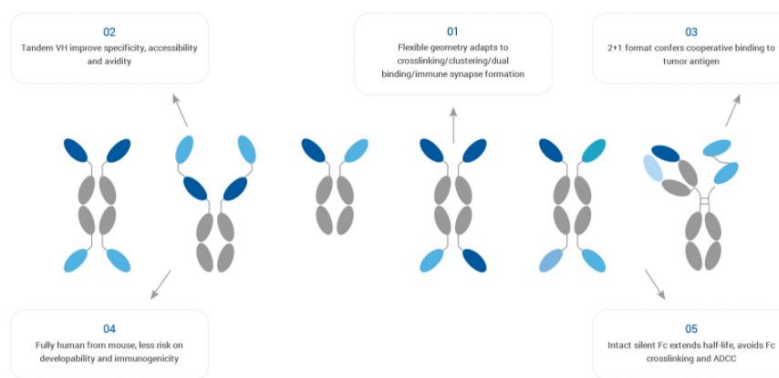 02
Tandem VH improve specificity, accessibility
and avidity
01
Flexible geometry adapts to
crosslinking/clustering/dual
binding/immune synapse formation
03
2+1 format confers cooperative binding to
tumor antigen
04
Fully human from mouse, less risk on
developability and immunogenicity
05
Intact silent Fc extends half-life, avoids Fc
crosslinking and ADCC